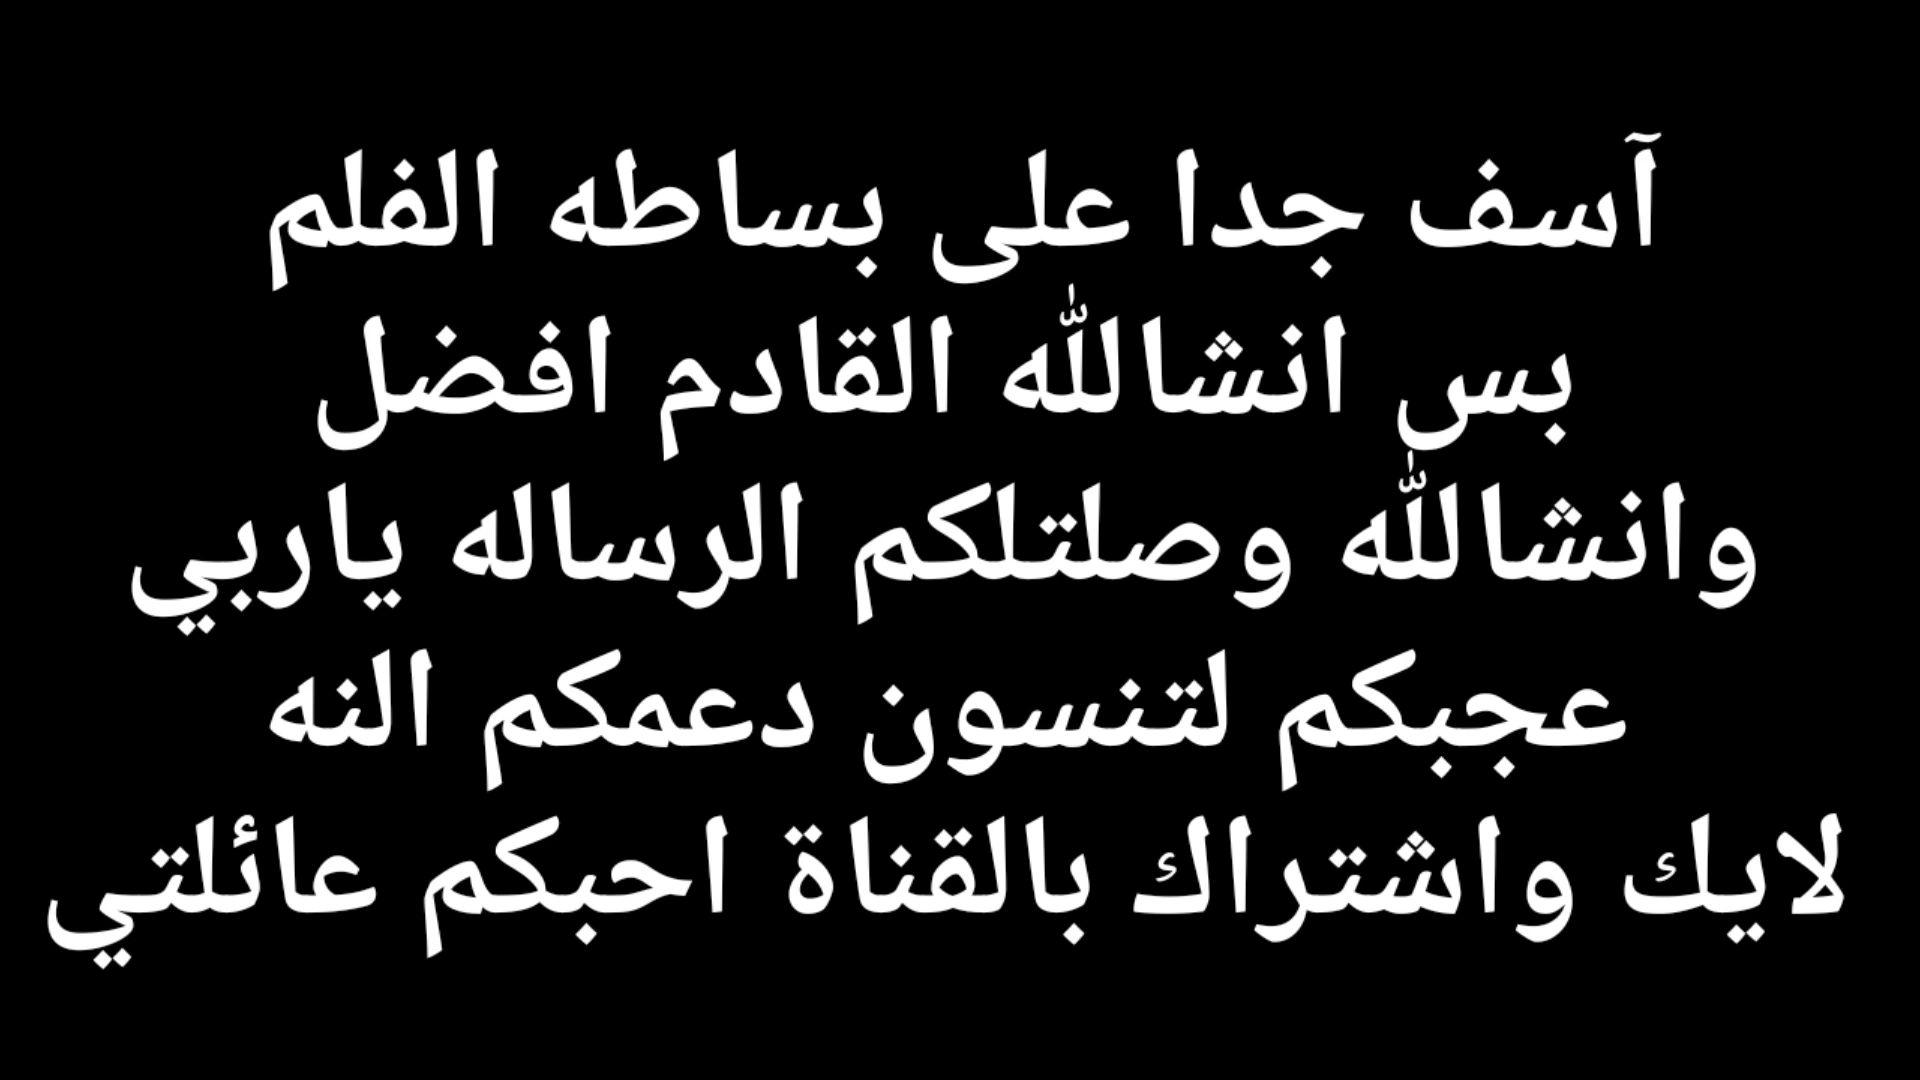 آسف جدا على بساطه الفلم
بس انشالله القادم افضل
وانشالله وصلتلكم الرساله ياربي
عجبكم لتنسون دعمكم النه
لايك واشتراك بالقناة احبكم عائلتي